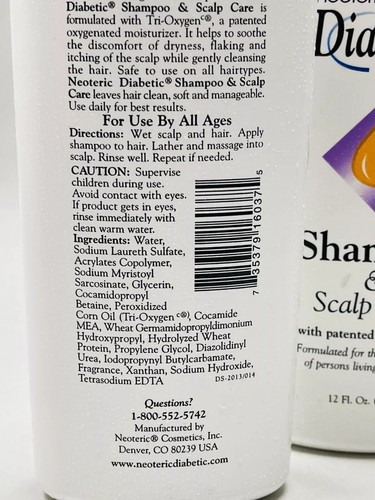 Diabetic® Shampoo & Scalp Care is
formulated with Tri-Oxygen c®, a patented
oxygenated moisturizer. It helps to soothe
the discomfort of dryness, flaking and
itching of the scalp while gently cleansing
the hair. Safe to use on all hairtypes.
Neoteric Diabetic® Shampoo & Scalp
Care leaves hair clean, soft and manageable.
Use daily for best results.
For Use By All Ages
Directions: Wet scalp and hair. Apply
shampoo to hair. Lather and massage into
scalp. Rinse well. Repeat if needed.
CAUTION: Supervise
children during use.
Avoid contact with eyes.
If product gets in eyes,
rinse immediately with
clean warm water.
Ingredients: Water,
Sodium Laureth Sulfate,
Acrylates Copolymer,
Sodium Myristoyl
Sarcosinate, Glycerin,
Cocamidopropyl
Betaine, Peroxidized
Corn Oil (Tri-Oxygen c®), Cocamide
MEA, Wheat Germamidopropyldimonium
Hydroxypropyl, Hydrolyzed Wheat
Protein, Propylene Glycol, Diazolidinyl
Urea, Iodopropynyl Butylcarbamate,
Fragrance, Xanthan, Sodium Hydroxide,
Tetrasodium EDTA
DS-2013/014
7 35379 16037 5
Questions?
1-800-552-5742
Manufactured by
Neoteric® Cosmetics, Inc.
Denver, CO 80239 USA
www.neotericdiabetic.com
Dia
Sham
&
Scalp
with patented
Formulated for th
of persons living
12 Fl. Oz. (